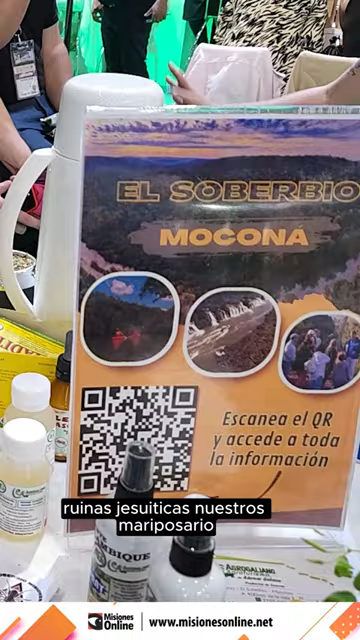 EL SOBERBIO
MOCONA
Escanea el QR
y accede a toda
la información
ruinas jesuiticas nuestros
mariposario
Misiones
Online
www.misionesonline.net